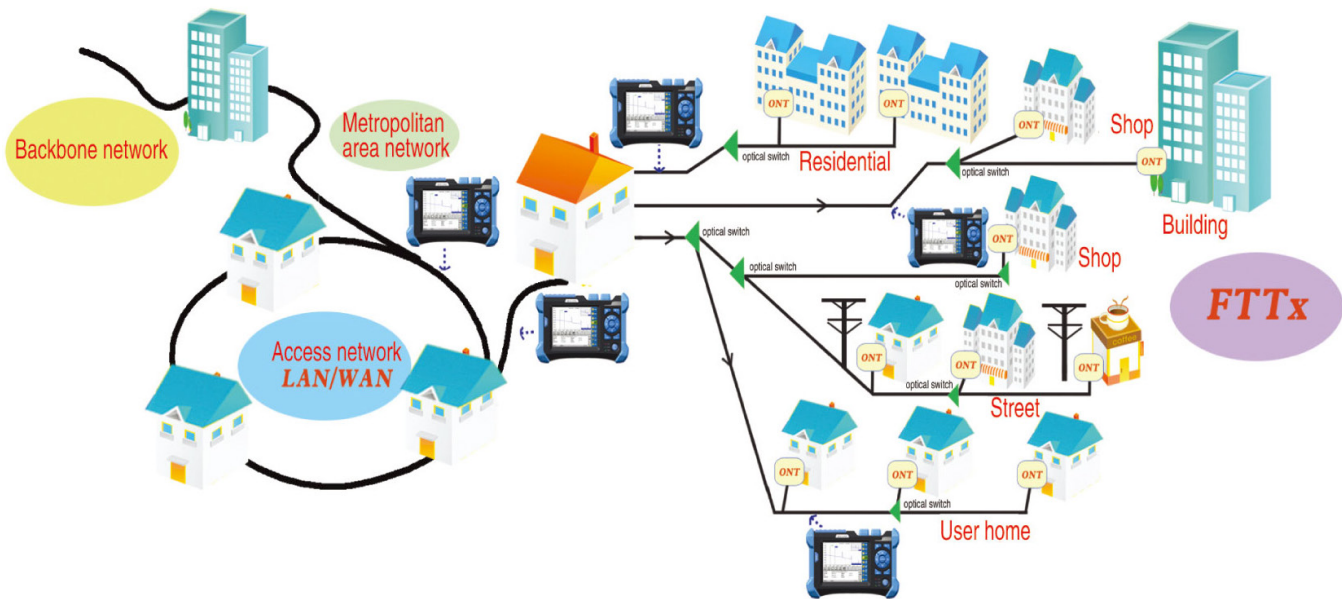 Backbone network
Metropolitan
area network
Access network
LAN/WAN
ONT
ONT
optical switch
Residential
ONT
Shop
optical switch
ONT
Building
optical switch
optical switch
ONT
optical switch
Shop
FTTx
ONT
ONT
ONT
coffee
optical switch
Street
ONT
ONT
ONT
optical switch
User home